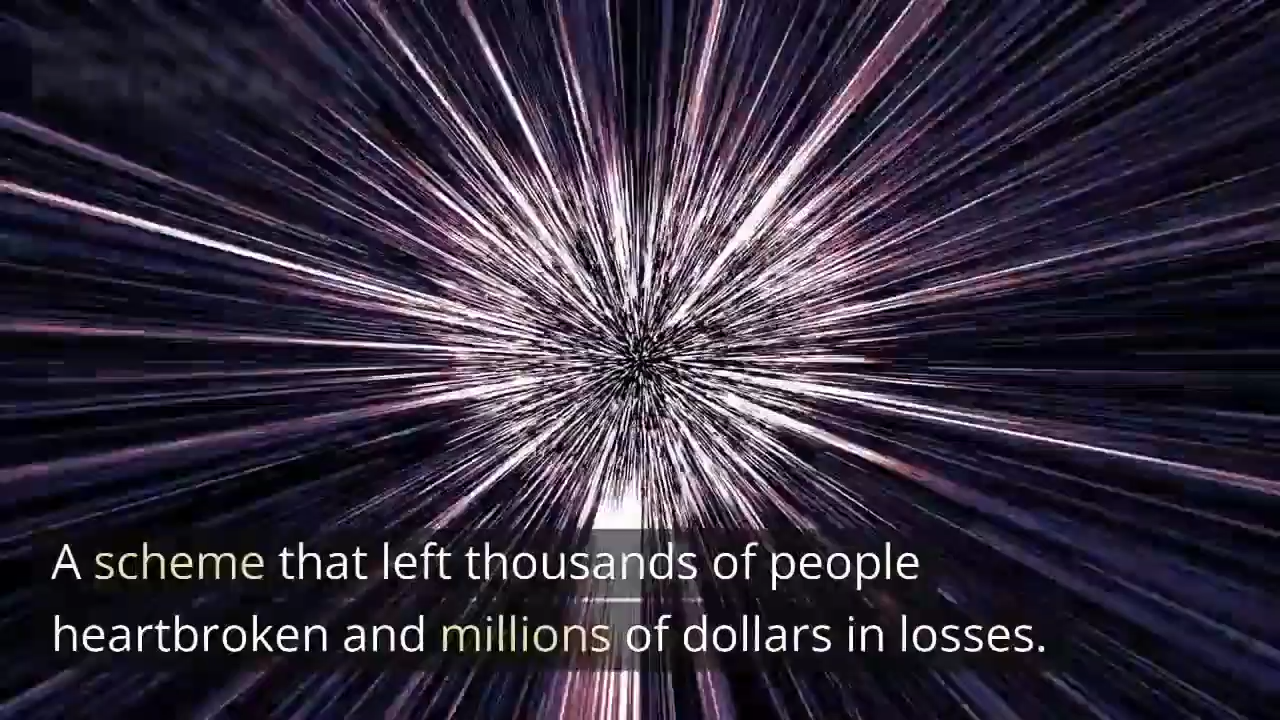 A scheme that left thousands of people
heartbroken and millions of dollars in losses.